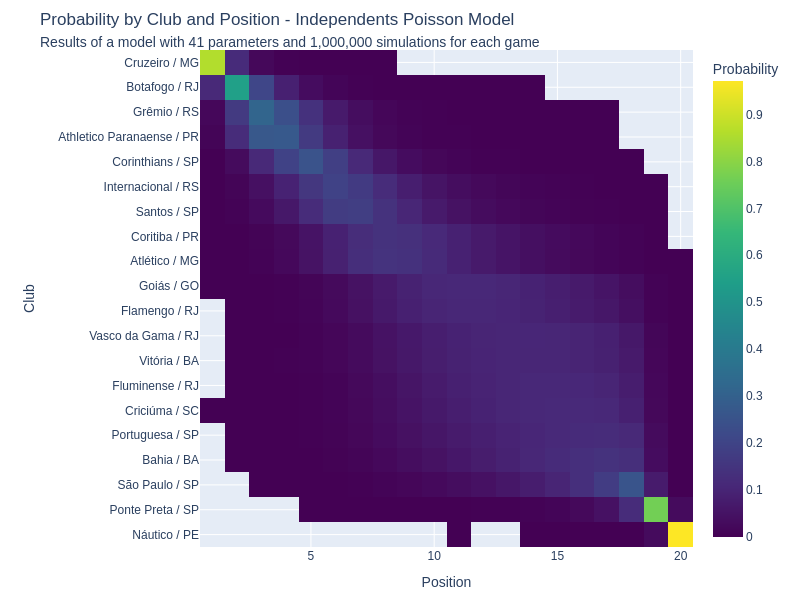 Probability by Club and Position - Independents Poisson Model
Results of a model with 41 parameters and 1,000,000 simulations for each game
Probability
Club
Cruzeiro / MG
Botafogo / RJ
Grêmio / RS
Athletico Paranaense / PR
Corinthians / SP
Internacional / RS
Santos / SP
Coritiba / PR
Atlético / MG
Goiás / GO
Flamengo / RJ
Vasco da Gama / RJ
Vitória / BA
Fluminense / RJ
Criciúma / SC
Portuguesa / SP
Bahia / BA
São Paulo / SP
Ponte Preta / SP
Náutico / PE
0.9
0.8
0.7
0.6
0.5
0.4
0.3
0.2
0.1
0
5 10 15 20
Position